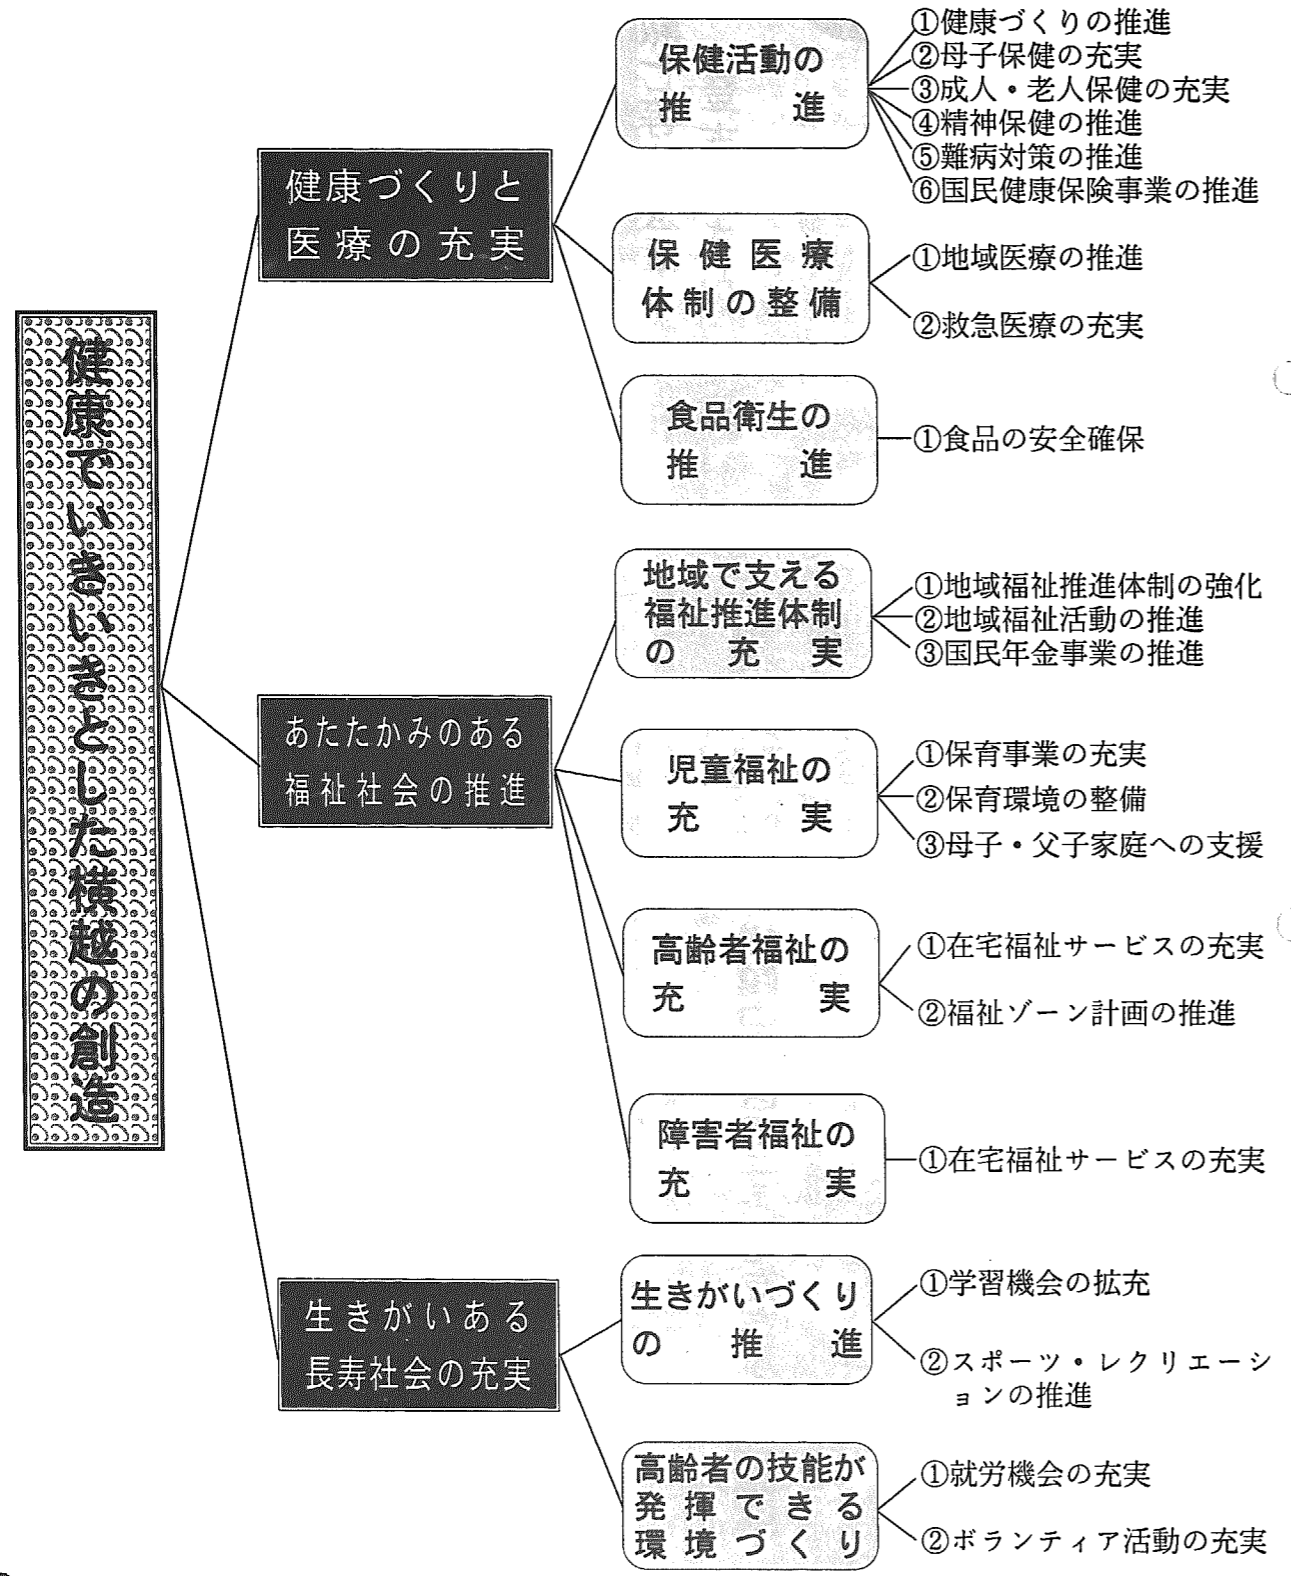 健康でいきいきとした横越の創造
健康づくりと
医療の充実
保健活動の
推進
①健康づくりの推進
②母子保健の充実
③成人・老人保健の充実
④精神保健の推進
⑤難病対策の推進
⑥国民健康保険事業の推進
保健医療
体制の整備
①地域医療の推進
②救急医療の充実
食品衛生の
推進
①食品の安全確保
あたたかみのある
福祉社会の推進
地域で支える
福祉推進体制
の充実
①地域福祉推進体制の強化
②地域福祉活動の推進
③国民年金事業の推進
児童福祉の
充実
①保育事業の充実
②保育環境の整備
③母子・父子家庭への支援
高齢者福祉の
充実
①在宅福祉サービスの充実
②福祉ゾーン計画の推進
障害者福祉の
充実
①在宅福祉サービスの充実
生きがいある
長寿社会の充実
生きがいづくり
の推進
①学習機会の拡充
②スポーツ・レクリエーシ
ョンの推進
高齢者の技能が
発揮できる
環境づくり
①就労機会の充実
②ボランティア活動の充実